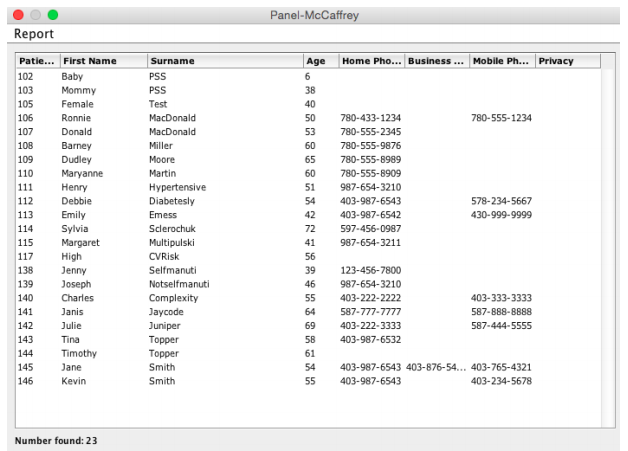 Panel-McCaffrey
Report
Patie... First Name Surname Age Home Pho... Business ... Mobile Ph... Privacy
102 Baby PSS 6
103 Mommy PSS 38
105 Female Test 40
106 Ronnie MacDonald 50 780-433-1234 780-555-1234
107 Donald MacDonald 53 780-555-2345
108 Barney Miller 60 780-555-9876
109 Dudley Moore 65 780-555-8989
110 Maryanne Martin 60 780-555-8909
111 Henry Hypertensive 51 987-654-3210
112 Debbie Diabetesly 54 403-987-6543 578-234-5667
113 Emily Emess 42 403-987-6542 430-999-9999
114 Sylvia Sclerochuk 72 597-456-0987
115 Margaret Multipulski 41 987-654-3211
117 High CVRisk 56
138 Jenny Selfmanuti 39 123-456-7800
139 Joseph Notselfmanuti 46 987-654-3210
140 Charles Complexity 55 403-222-2222 403-333-3333
141 Janis Jaycode 64 587-777-7777 587-888-8888
142 Julie Juniper 69 403-222-3333 587-444-5555
143 Tina Topper 58 403-987-6532
144 Timothy Topper 61
145 Jane Smith 54 403-987-6543 403-876-54... 403-765-4321
146 Kevin Smith 55 403-987-6543 403-234-5678
Number found: 23